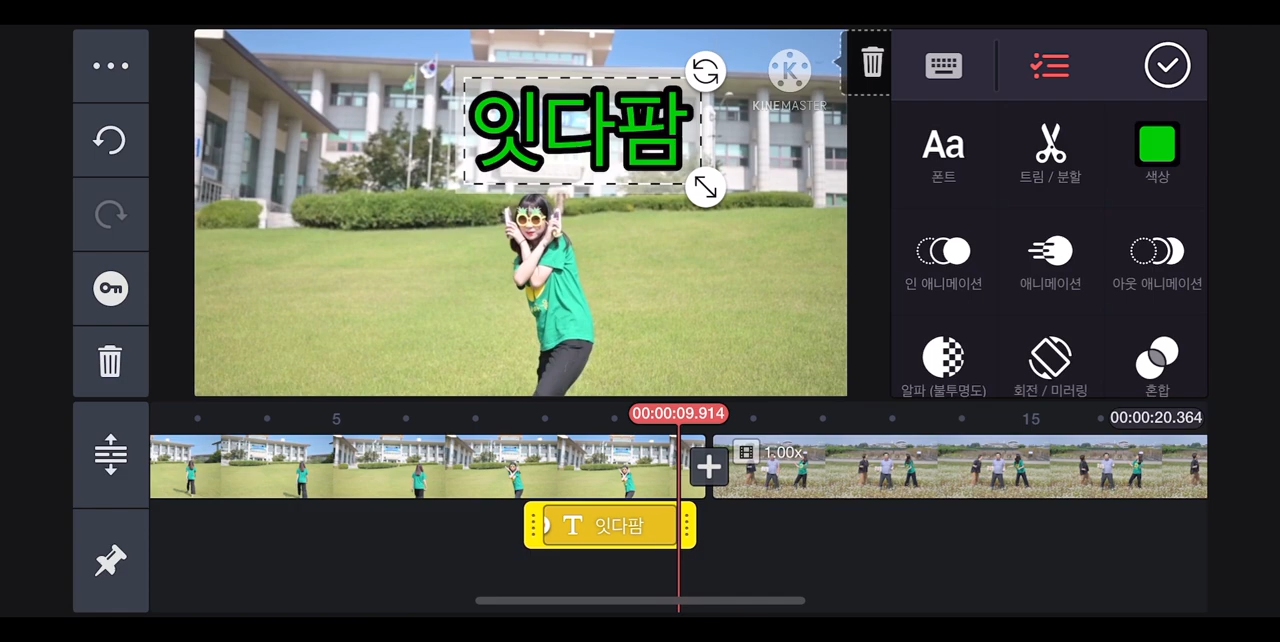 잇다팜
K
KINEMASTER
Aa
폰트
트림 / 분할
색상
인 애니메이션
애니메이션
아웃 애니메이션
알파 (불투명도)
회전 / 미러링
혼합
5
00:00:09.914
15
00:00:20.364
1.00x
T 잇다팜